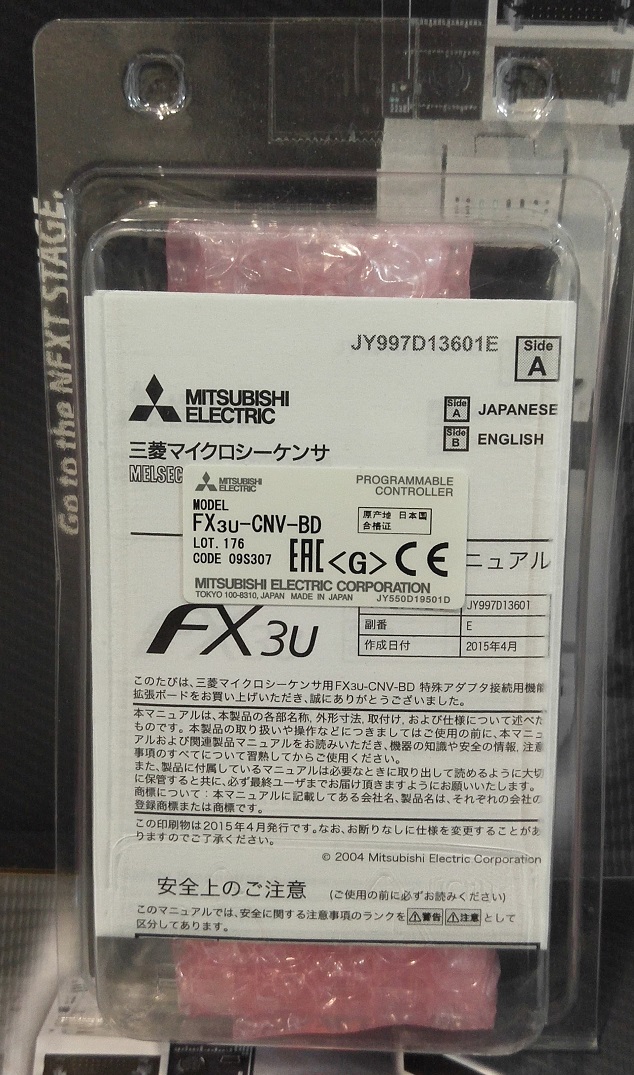 Go to the NEXT STAGE.
JY997D13601E
Side
A
MITSUBISHI
ELECTRIC
Side
A
JAPANESE
Side
B
ENGLISH
三菱マイクロシーケンサ
MELSEC
MITSUBISHI
ELECTRIC
PROGRAMMABLE
CONTROLLER
MODEL
FX3U-CNV-BD
LOT. 176
CODE 09S307
原産地 日本国
合格证
EAC <G> CE
MITSUBISHI ELECTRIC CORPORATION
TOKYO 100-8310, JAPAN MADE IN JAPAN JY550D19501D
ニュアル
FX3U
JY997D13601
副番 E
作成日付 2015年4月
このたびは、三菱マイクロシーケンサ用FX3U-CNV-BD 特殊アダプタ接続用機能
拡張ボードをお買い上げいただき、誠にありがとうございました。
本マニュアルは、本製品の各部名称, 外形寸法, 取付け, および仕様について述べた
ものです。本製品の取り扱いや操作などにつきましてはご使用の前に、本マニュ
アルおよび関連製品マニュアルをお読みいただき、機器の知識や安全の情報, 注意
事項のすべてについて習熟してからご使用ください。
また、製品に付属しているマニュアルは必要なときに取り出して読めるように大切
に保管すると共に、必ず最終ユーザまでお届け頂きますようにお願いいたします。
商標について：本マニュアルに記載してある会社名、製品名は、それぞれの会社の
登録商標または商標です。
この印刷物は2015年4月発行です。なお、お断りなしに仕様を変更することがあ
りますのでご了承ください。
© 2004 Mitsubishi Electric Corporation
安全上のご注意 (ご使用の前に必ずお読みください)
このマニュアルでは、安全に関する注意事項のランクを⚠警告 ⚠注意として
区分してあります。